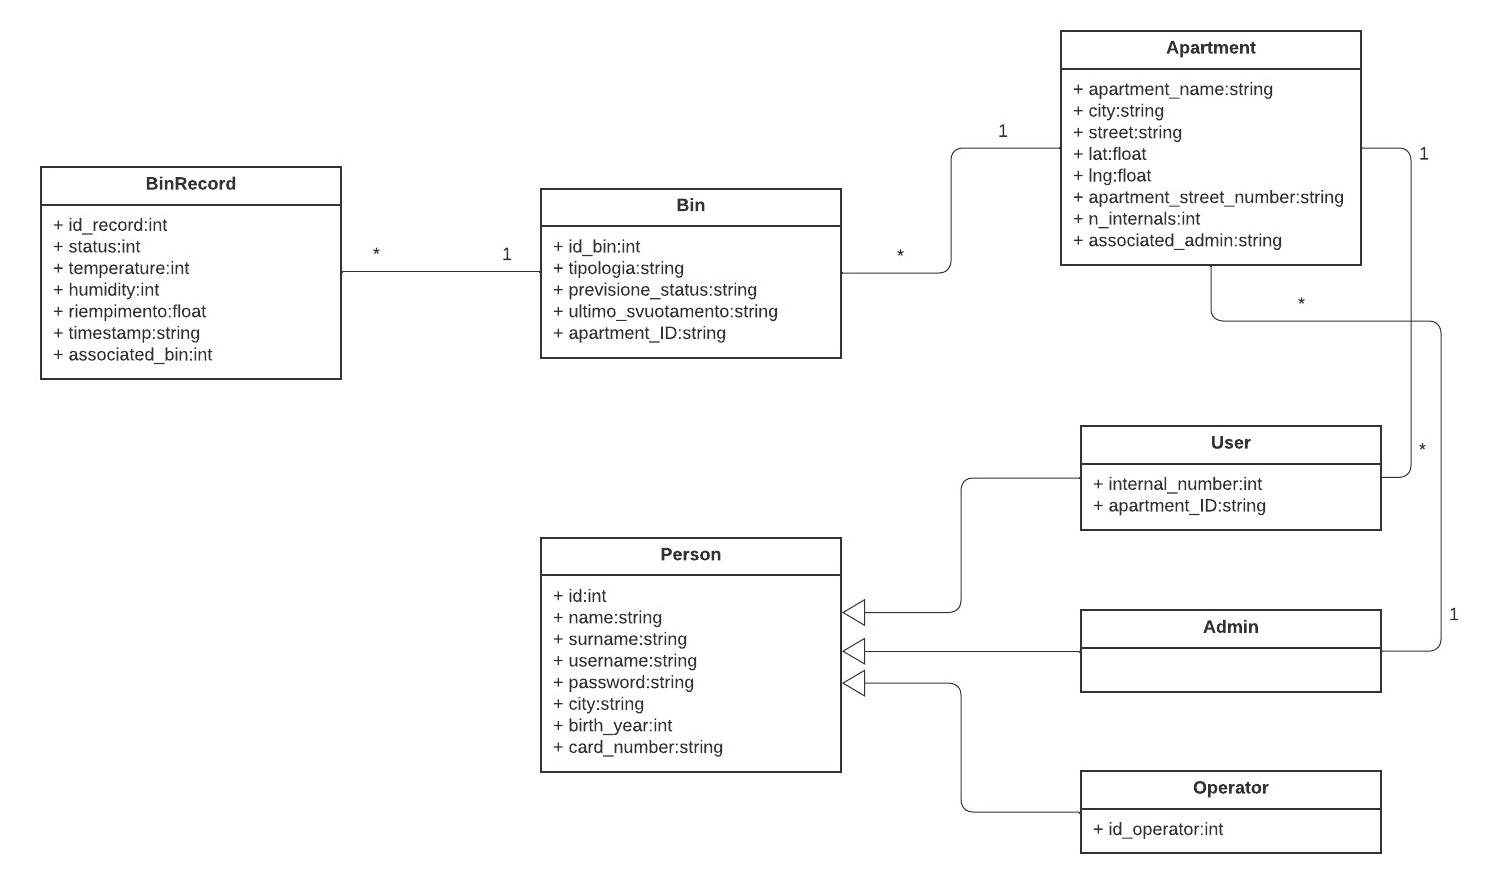 Apartment
+ apartment_name:string
+ city:string
+ street:string
+ lat:float
+ lng:float
+ apartment_street_number:string
+ n_internals:int
+ associated_admin:string
1
1
*
*
BinRecord
+ id_record:int
+ status:int
+ temperature:int
+ humidity:int
+ riempimento:float
+ timestamp:string
+ associated_bin:int
*
1
Bin
+ id_bin:int
+ tipologia:string
+ previsione_status:string
+ ultimo_svuotamento:string
+ apartment_ID:string
User
+ internal_number:int
+ apartment_ID:string
*
Person
+ id:int
+ name:string
+ surname:string
+ username:string
+ password:string
+ city:string
+ birth_year:int
+ card_number:string
Admin
1
Operator
+ id_operator:int